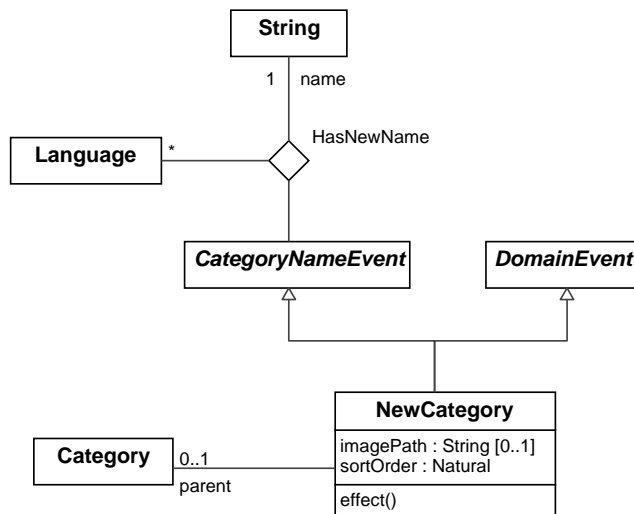 String
1 name
HasNewName
Language
*
CategoryNameEvent
DomainEvent
NewCategory
imagePath : String [0..1]
sortOrder : Natural
effect()
Category
0..1
parent